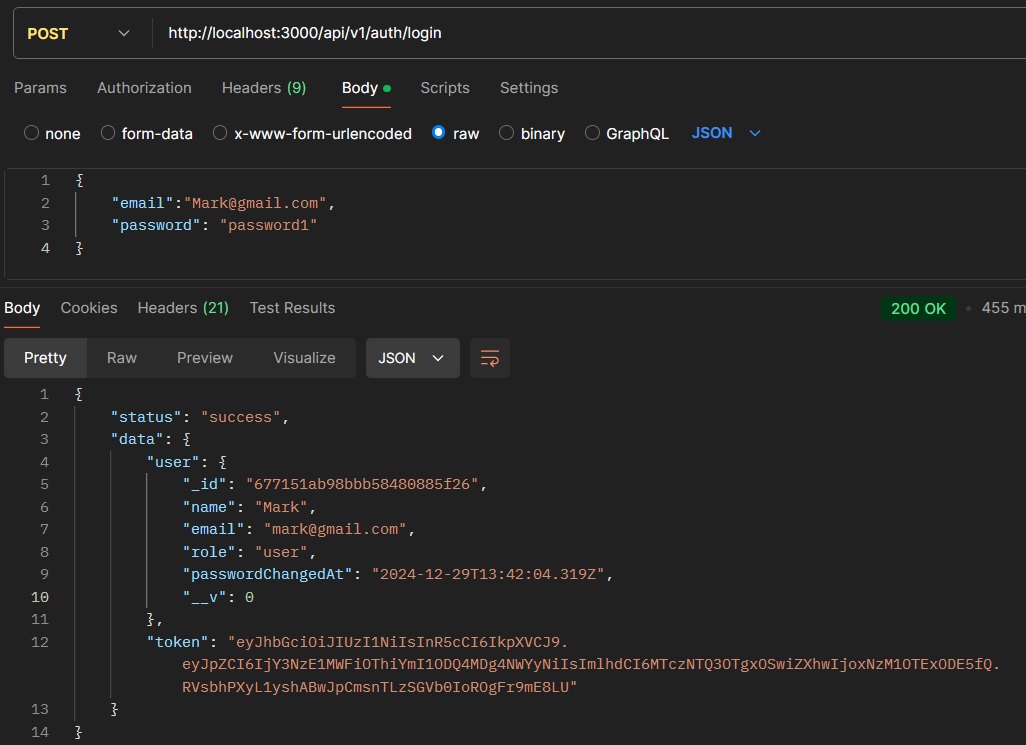 POST http://localhost:3000/api/v1/auth/login
Params Authorization Headers (9) Body Scripts Settings
none form-data x-www-form-urlencoded raw binary GraphQL JSON
1 {
2 "email":"Mark@gmail.com",
3 "password": "password1"
4 }
Body Cookies Headers (21) Test Results 200 OK 455 m
Pretty Raw Preview Visualize JSON
1 {
2 "status": "success",
3 "data": {
4 "user": {
5 "_id": "677151ab98bbb58480885f26",
6 "name": "Mark",
7 "email": "mark@gmail.com",
8 "role": "user",
9 "passwordChangedAt": "2024-12-29T13:42:04.319Z",
10 "__v": 0
11 },
12 "token": "eyJhbGciOiJIUzI1NiIsInR5cCI6IkpXVCJ9.
eyJpZCI6IjY3NzE1MWFiOThiYmI1ODQ4MDg4NWYyNiIsImlhdCI6MTczNTQ3OTgxOSwiZXhwIjoxNzM1OTExODE5fQ.
RVsbhPXyL1yshABwJpCmsnTLzSGVb0IoROgFr9mE8LU"
13 }
14 }